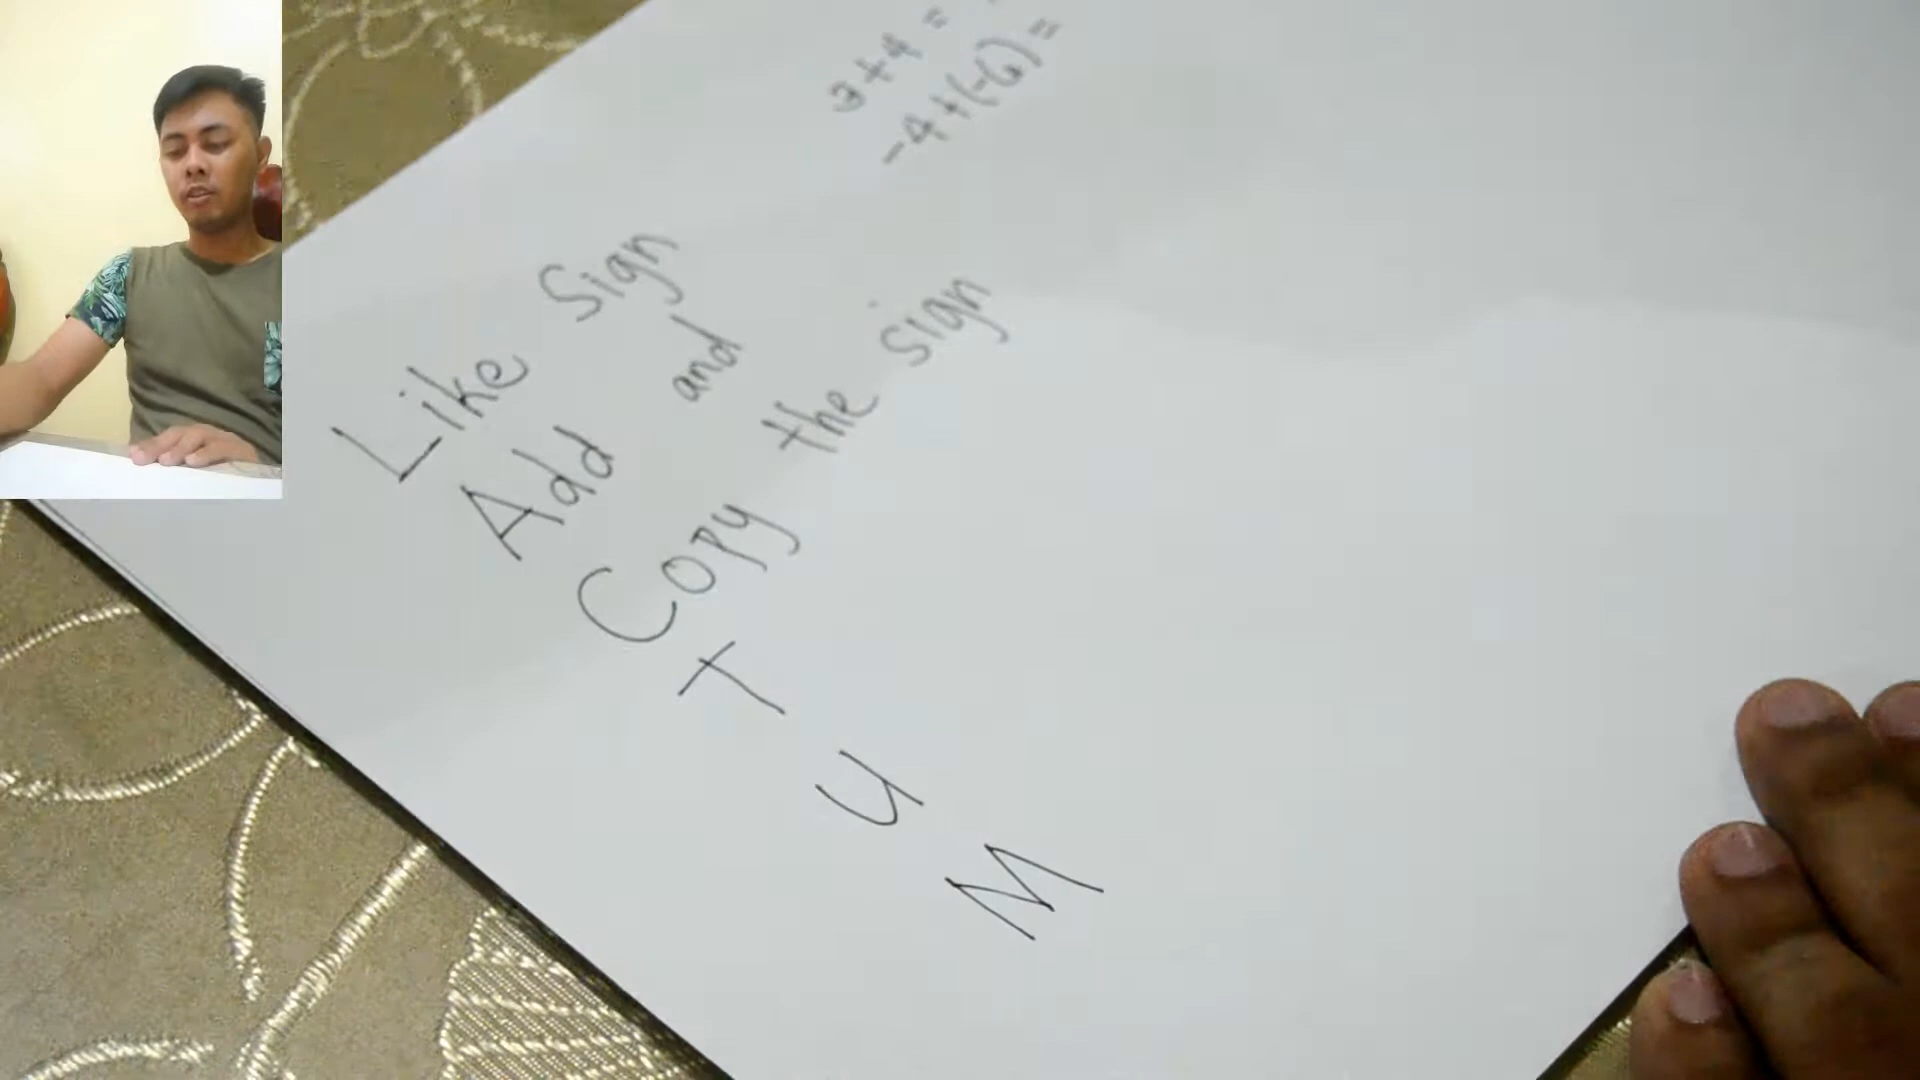 3+4 =
-4+(-6) =
Like Sign
Add and
Copy the sign
T
U
M